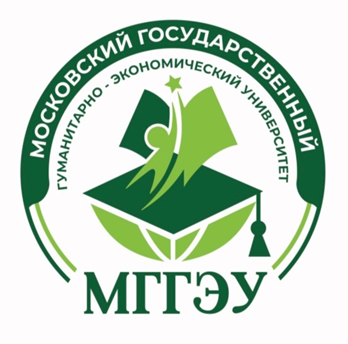 МОСКОВСКИЙ ГОСУДАРСТВЕННЫЙ
ГУМАНИТАРНО - ЭКОНОМИЧЕСКИЙ УНИВЕРСИТЕТ
МГГЭУ